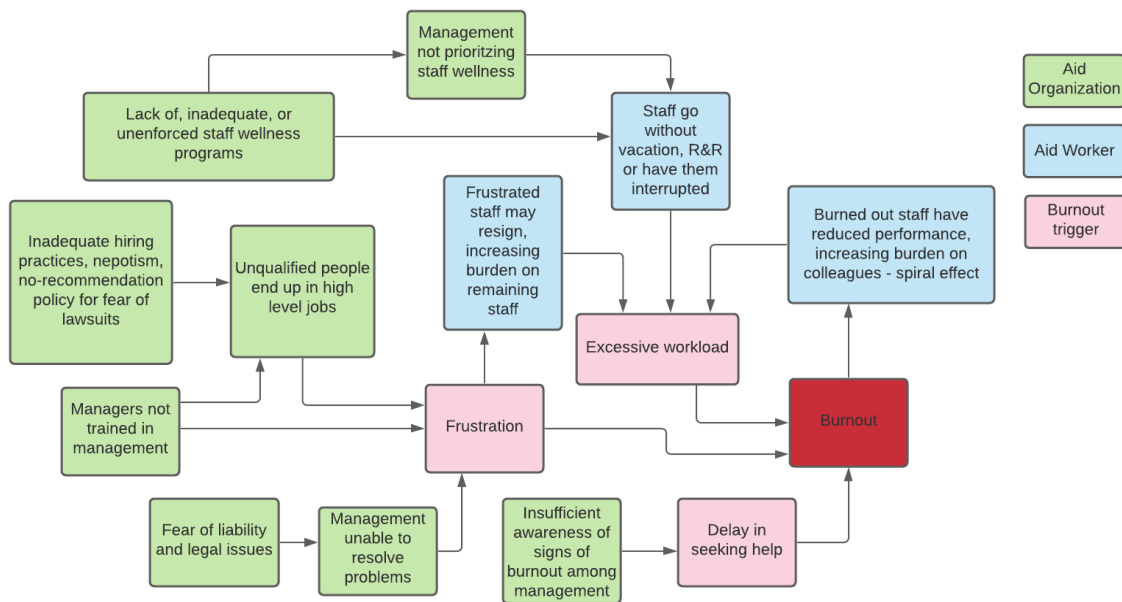 Management
not prioritzing
staff wellness
Aid
Organization
Lack of, inadequate, or
unenforced staff wellness
programs
Staff go
without
vacation, R&R
or have them
interrupted
Aid Worker
Frustrated
staff may
resign,
increasing
burden on
remaining
staff
Burned out staff have
reduced performance,
increasing burden on
colleagues - spiral effect
Burnout
trigger
Inadequate hiring
practices, nepotism,
no-recommendation
policy for fear of
lawsuits
Unqualified people
end up in high
level jobs
Excessive workload
Managers not
trained in
management
Frustration
Burnout
Fear of liability
and legal issues
Management
unable to
resolve
problems
Insufficient
awareness of
signs of
burnout among
management
Delay in
seeking help